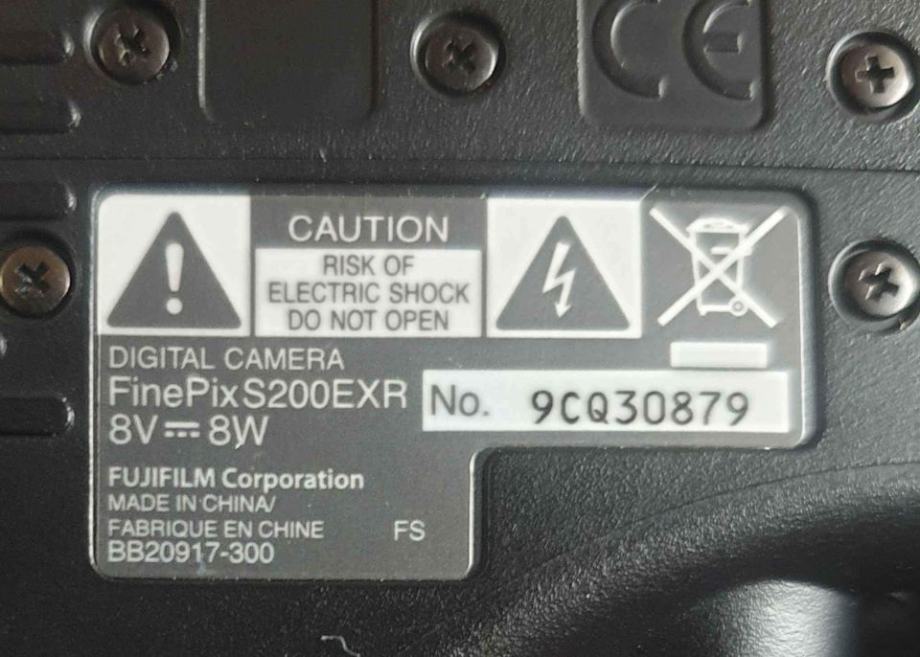 CE
CAUTION
RISK OF
ELECTRIC SHOCK
DO NOT OPEN
DIGITAL CAMERA
FinePix S200EXR
No. 9CQ30879
8V⎓8W
FUJIFILM Corporation
MADE IN CHINA/
FABRIQUE EN CHINE FS
BB20917-300